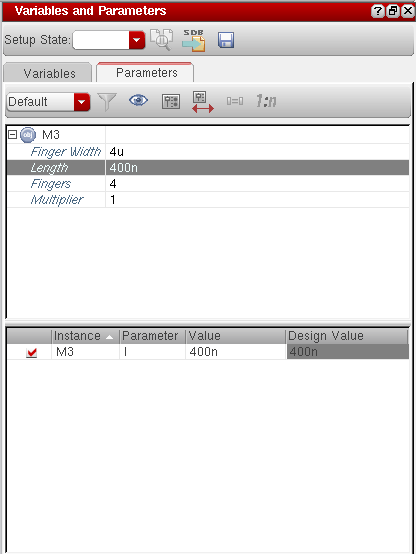 Variables and Parameters
Setup State:
SDB
Variables Parameters
Default 1:n
obj M3
Finger Width 4u
Length 400n
Fingers 4
Multiplier 1
Instance Parameter Value Design Value
M3 l 400n 400n